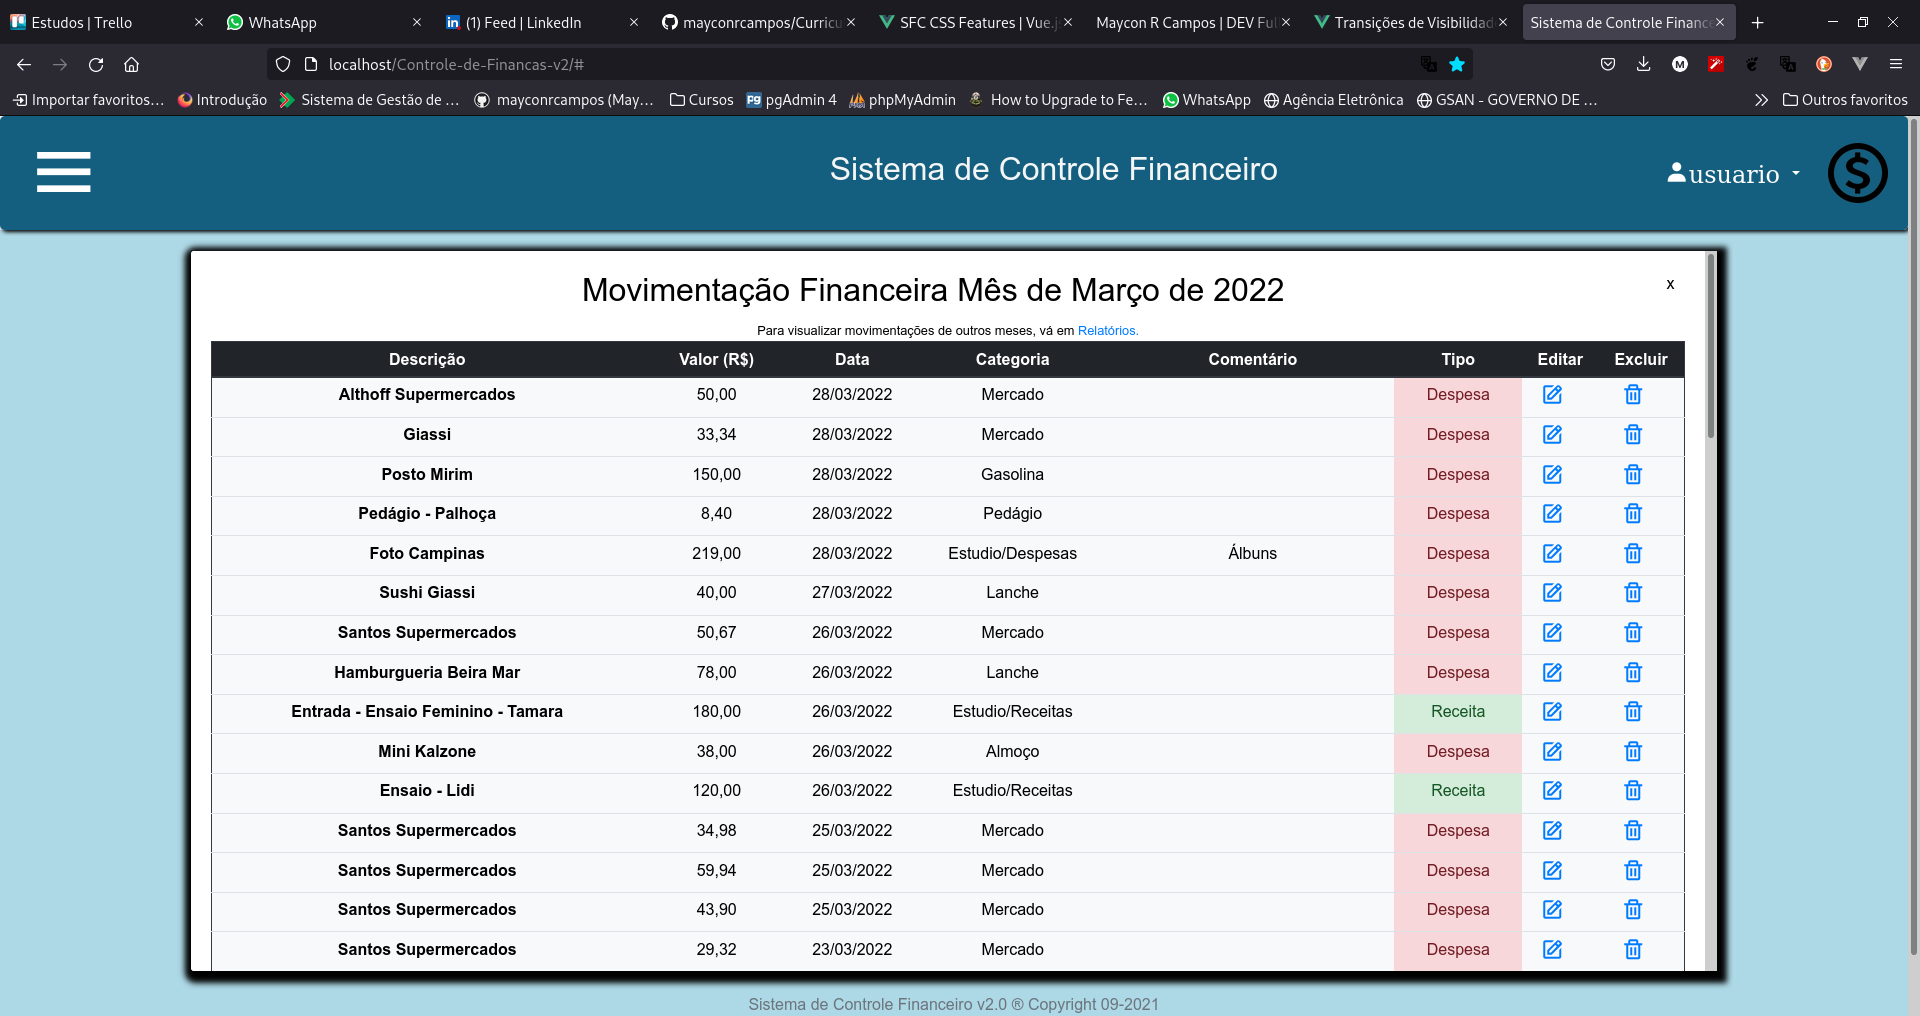 Estudos | Trello
WhatsApp
(1) Feed | LinkedIn
mayconrcampos/Curricu
SFC CSS Features | Vue.js
Maycon R Campos | DEV Ful
Transições de Visibilidad
Sistema de Controle Finance
localhost/Controle-de-Financas-v2/#
Importar favoritos…
Introdução
Sistema de Gestão de …
mayconrcampos (May…
Cursos
pgAdmin 4
phpMyAdmin
How to Upgrade to Fe…
WhatsApp
Agência Eletrônica
GSAN - GOVERNO DE …
Outros favoritos
Sistema de Controle Financeiro
usuario
Movimentação Financeira Mês de Março de 2022
x
Para visualizar movimentações de outros meses, vá em Relatórios.
Descrição Valor (R$) Data Categoria Comentário Tipo Editar Excluir
Althoff Supermercados 50,00 28/03/2022 Mercado Despesa
Giassi 33,34 28/03/2022 Mercado Despesa
Posto Mirim 150,00 28/03/2022 Gasolina Despesa
Pedágio - Palhoça 8,40 28/03/2022 Pedágio Despesa
Foto Campinas 219,00 28/03/2022 Estudio/Despesas Álbuns Despesa
Sushi Giassi 40,00 27/03/2022 Lanche Despesa
Santos Supermercados 50,67 26/03/2022 Mercado Despesa
Hamburgueria Beira Mar 78,00 26/03/2022 Lanche Despesa
Entrada - Ensaio Feminino - Tamara 180,00 26/03/2022 Estudio/Receitas Receita
Mini Kalzone 38,00 26/03/2022 Almoço Despesa
Ensaio - Lidi 120,00 26/03/2022 Estudio/Receitas Receita
Santos Supermercados 34,98 25/03/2022 Mercado Despesa
Santos Supermercados 59,94 25/03/2022 Mercado Despesa
Santos Supermercados 43,90 25/03/2022 Mercado Despesa
Santos Supermercados 29,32 23/03/2022 Mercado Despesa
Sistema de Controle Financeiro v2.0 ® Copyright 09-2021